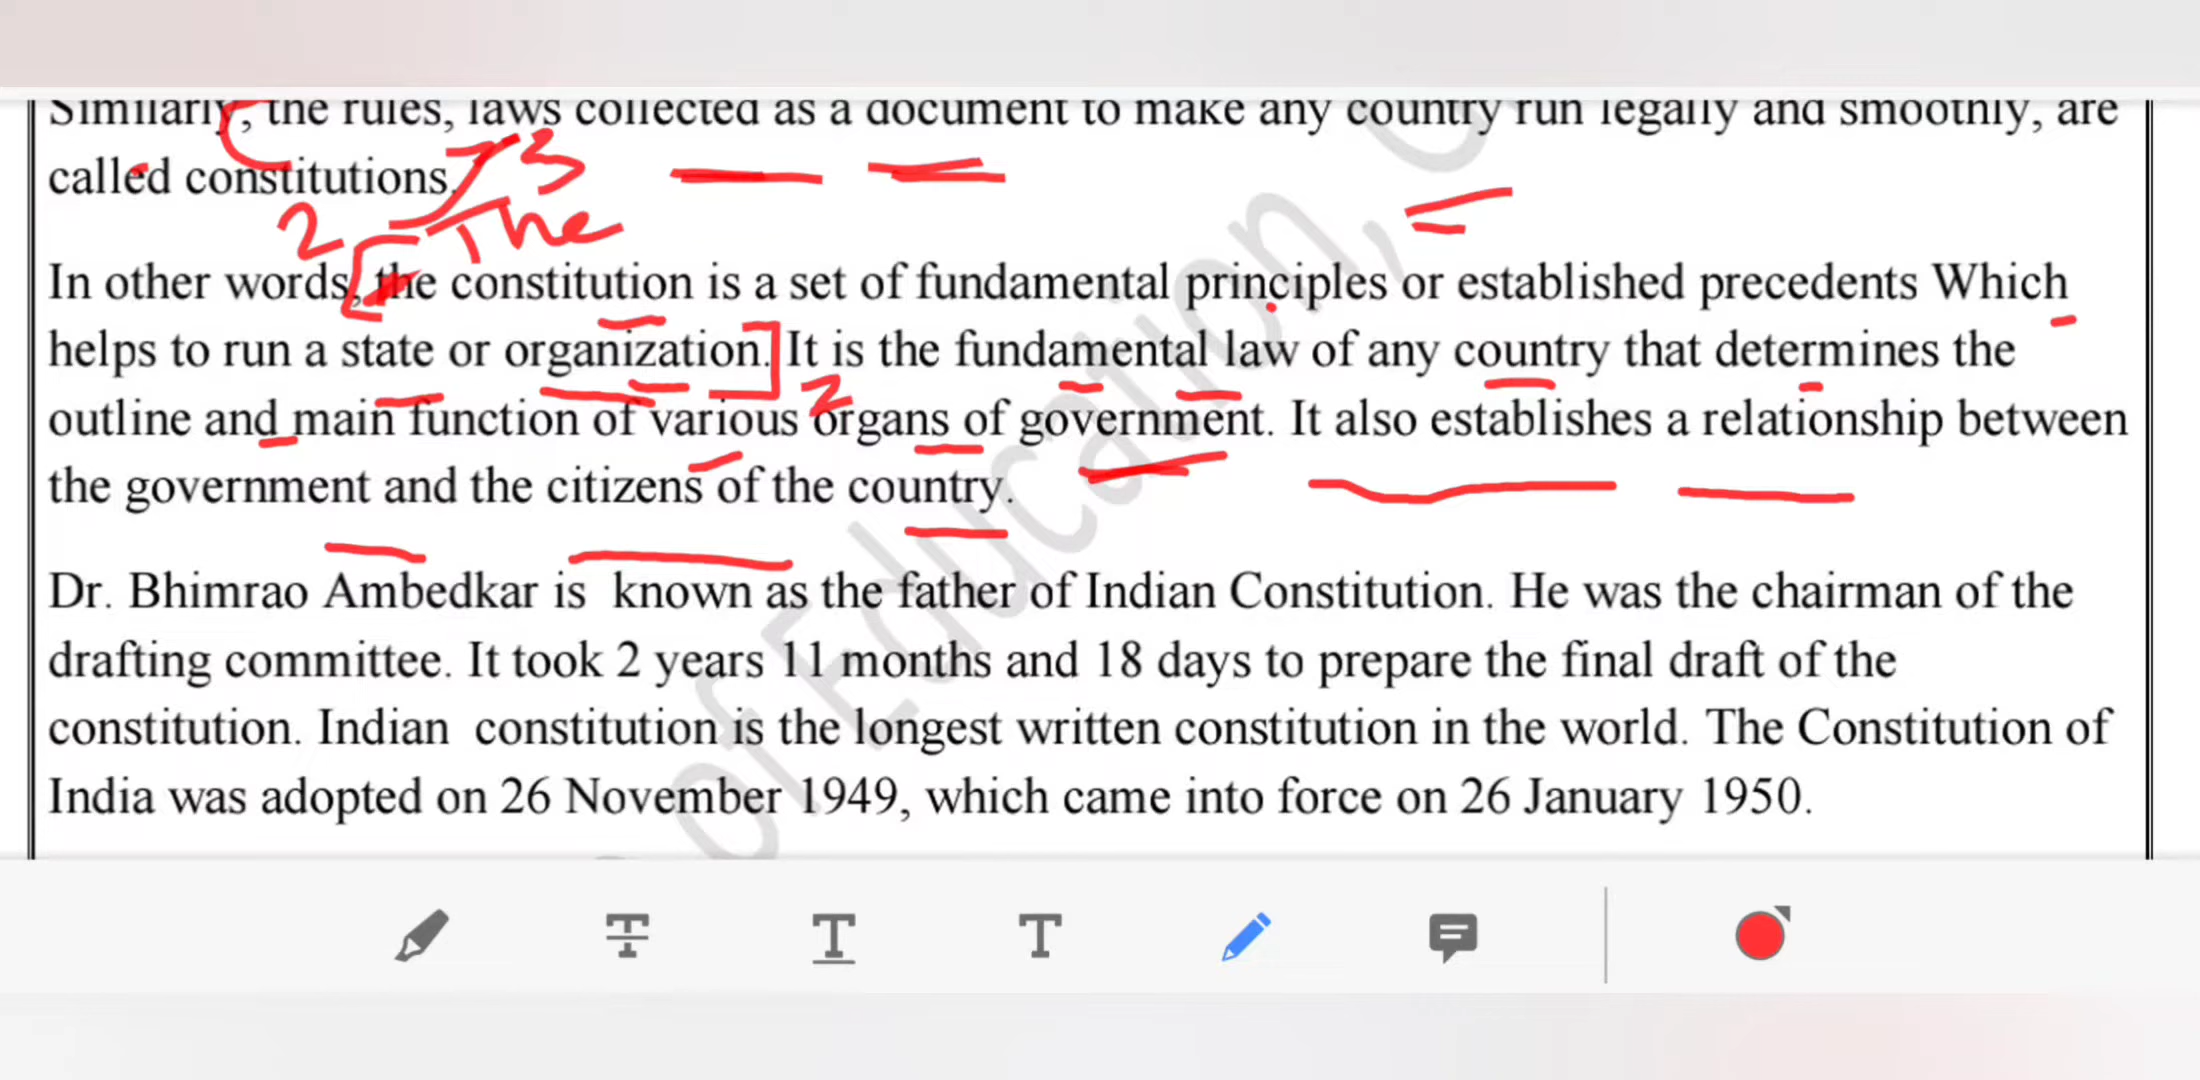 Similarly, the rules, laws collected as a document to make any country run legally and smoothly, are
called constitutions.
3
2
The
In other words, the constitution is a set of fundamental principles or established precedents Which
helps to run a state or organization. It is the fundamental law of any country that determines the
2
outline and main function of various organs of government. It also establishes a relationship between
the government and the citizens of the country.
Dr. Bhimrao Ambedkar is known as the father of Indian Constitution. He was the chairman of the
drafting committee. It took 2 years 11 months and 18 days to prepare the final draft of the
constitution. Indian constitution is the longest written constitution in the world. The Constitution of
India was adopted on 26 November 1949, which came into force on 26 January 1950.
of Education,